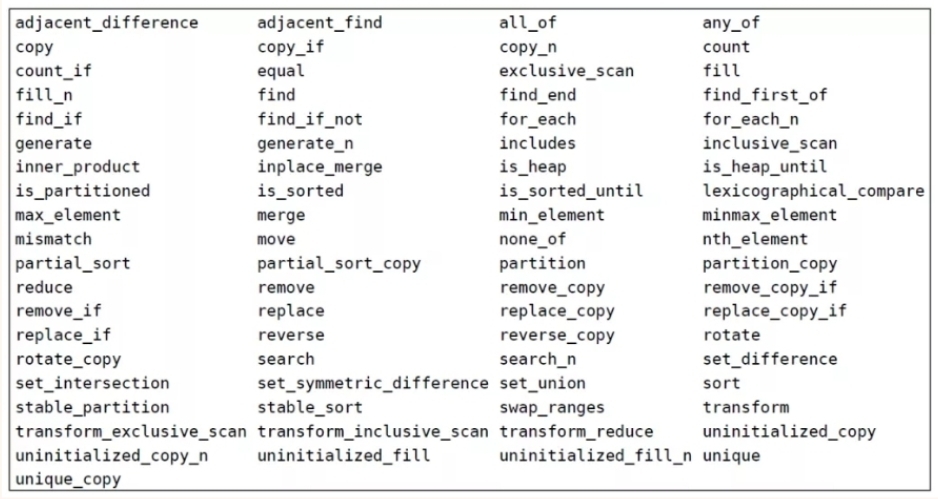 adjacent_difference adjacent_find all_of any_of
copy copy_if copy_n count
count_if equal exclusive_scan fill
fill_n find find_end find_first_of
find_if find_if_not for_each for_each_n
generate generate_n includes inclusive_scan
inner_product inplace_merge is_heap is_heap_until
is_partitioned is_sorted is_sorted_until lexicographical_compare
max_element merge min_element minmax_element
mismatch move none_of nth_element
partial_sort partial_sort_copy partition partition_copy
reduce remove remove_copy remove_copy_if
remove_if replace replace_copy replace_copy_if
replace_if reverse reverse_copy rotate
rotate_copy search search_n set_difference
set_intersection set_symmetric_difference set_union sort
stable_partition stable_sort swap_ranges transform
transform_exclusive_scan transform_inclusive_scan transform_reduce uninitialized_copy
uninitialized_copy_n uninitialized_fill uninitialized_fill_n unique
unique_copy